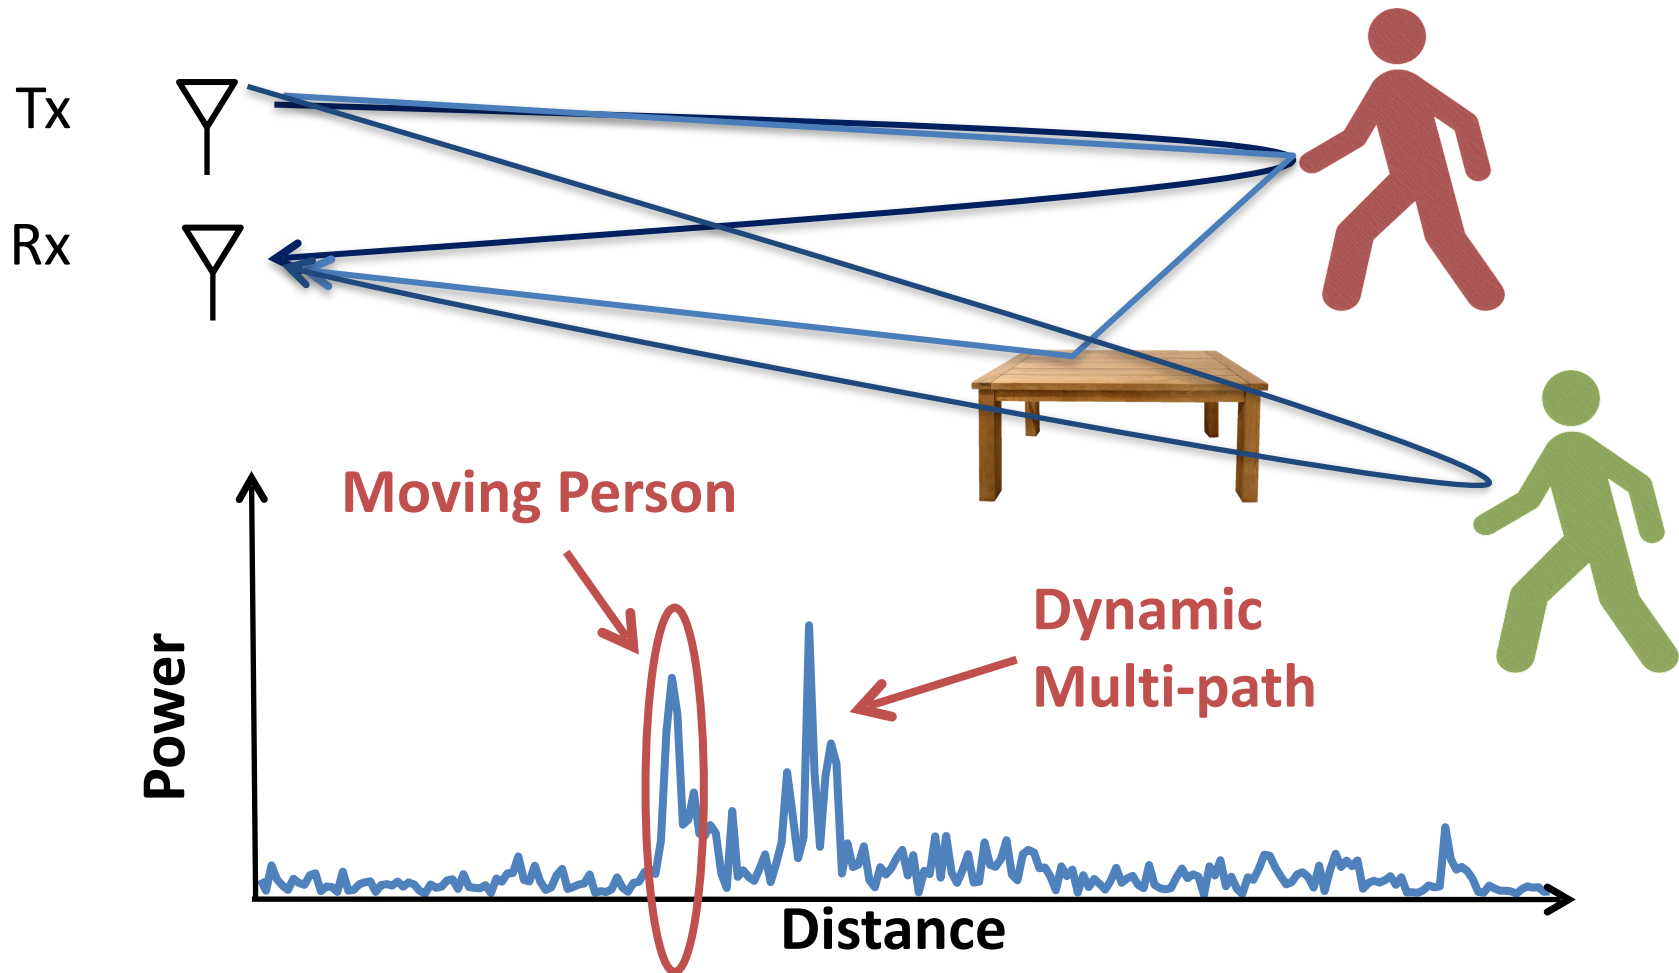 Tx
Rx
Moving Person
Dynamic
Multi-path
Power
Distance